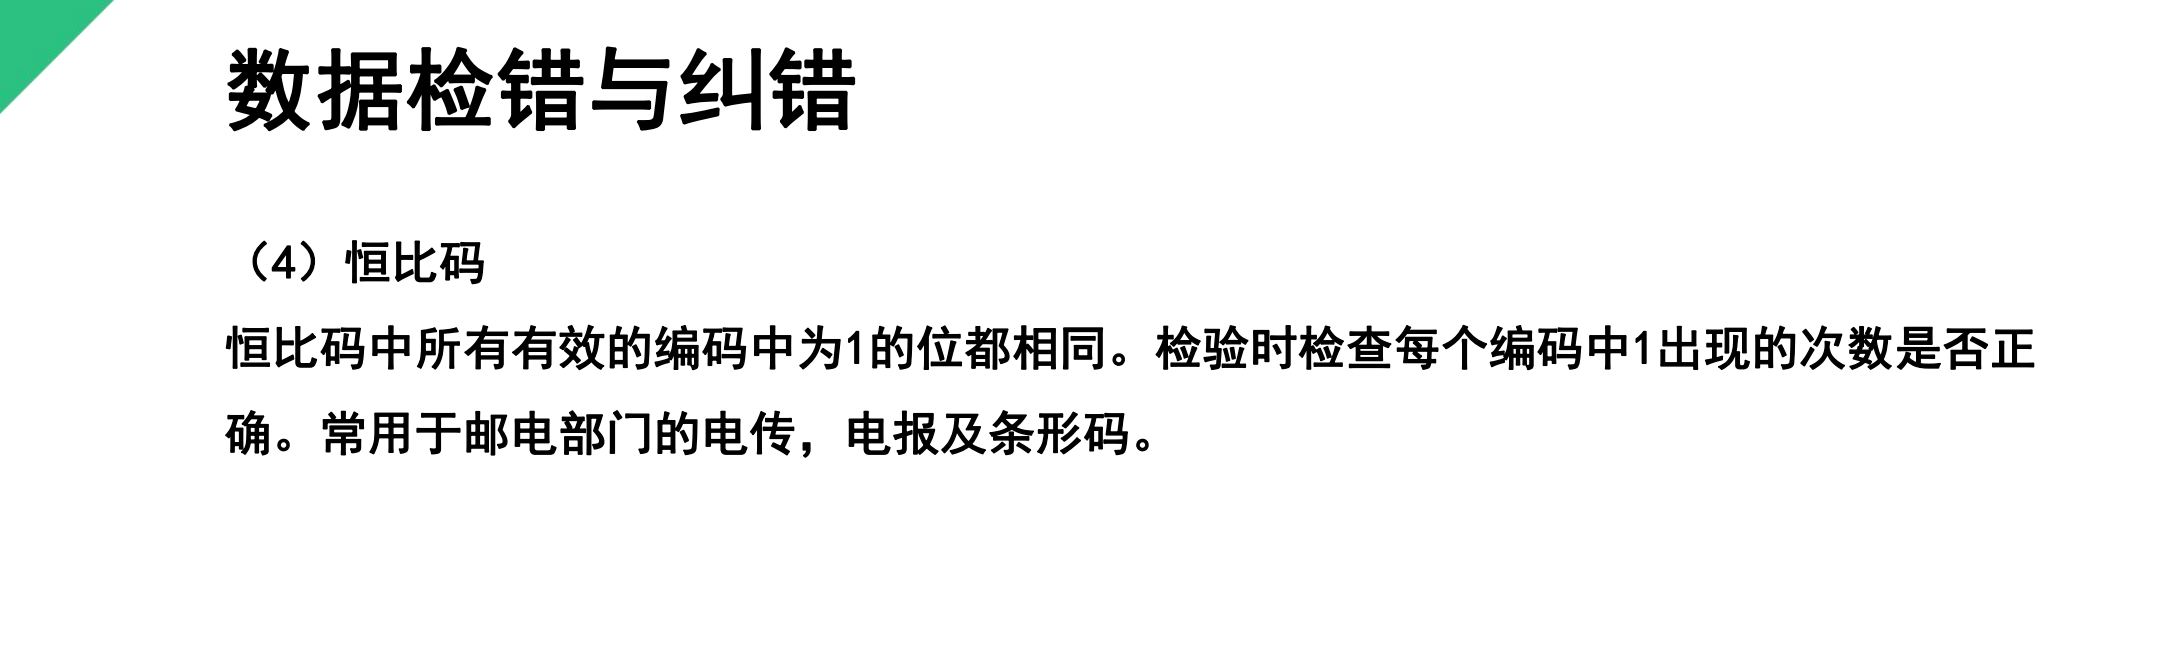 数据检错与纠错
（4）恒比码
恒比码中所有有效的编码中为1的位都相同。检验时检查每个编码中1出现的次数是否正
确。常用于邮电部门的电传，电报及条形码。